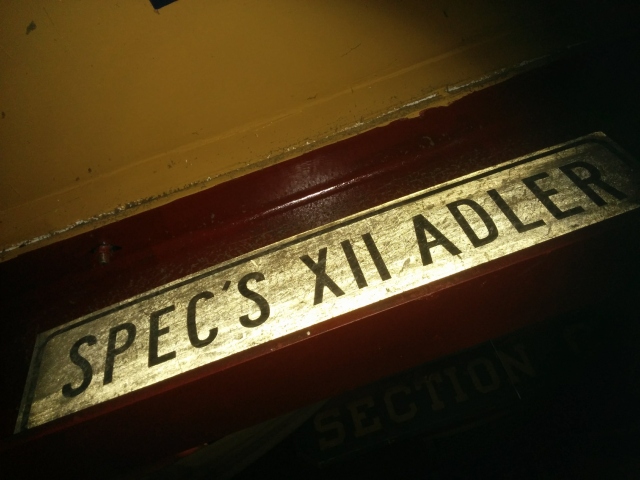 SPEC'S XII ADLER
SECTION